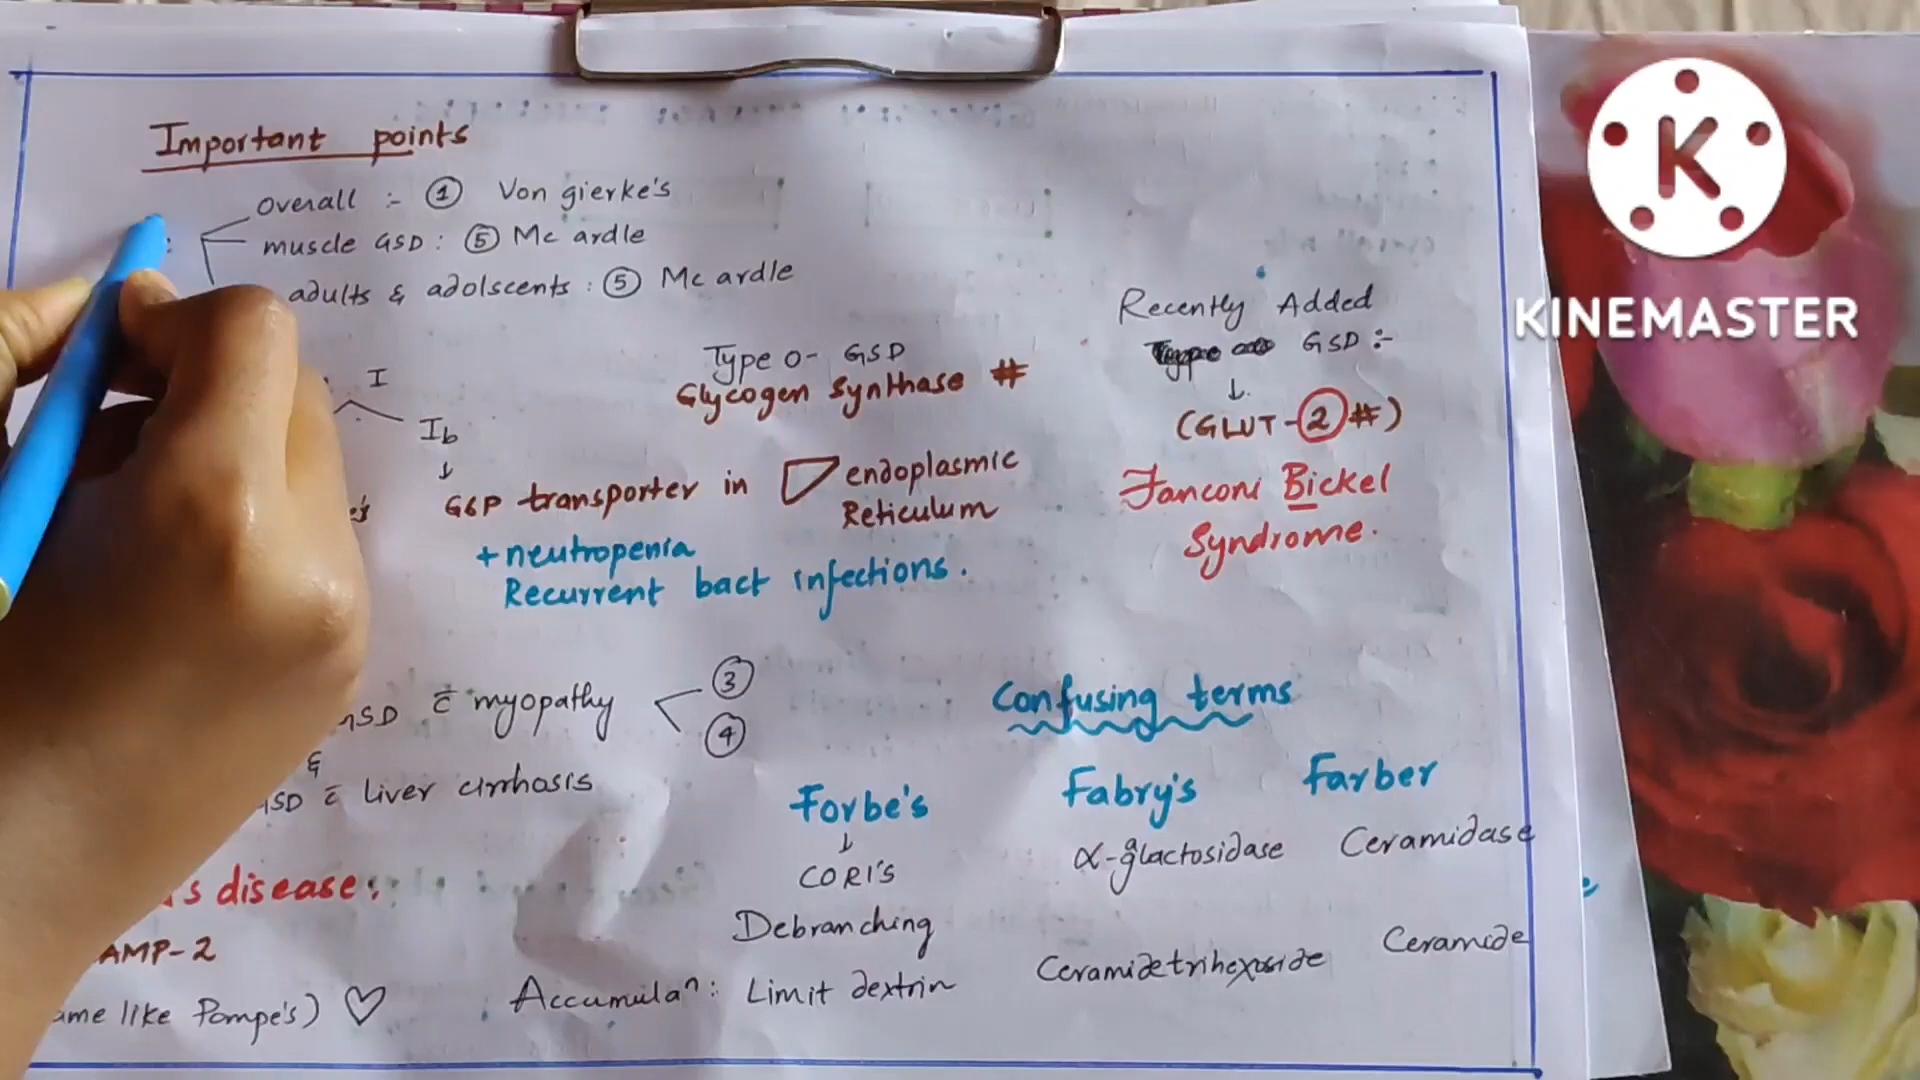 Important points
overall :- ① Von gierke's
: muscle GSD : ⑤ Mc ardle
adults & adolscents : ⑤ Mc ardle
I
Ib
↓
G6P transporter in endoplasmic
Reticulum
+ neutropenia
Recurrent bact infections.
Type 0- GSD
Glycogen Synthase #
Recently Added
GSD :-
↓
(GLUT-2 #)
Fanconi Bickel
Syndrome.
GSD c̄ myopathy
③
④
&
GSD c̄ liver cirrhosis
's disease:
AMP-2
ame like Pompe's) ♡
Confusing terms
Forbe's Fabry's Farber
↓
CORI'S α-glactosidase Ceramidase
Debranching
Accumulaⁿ: Limit dextrin Ceramidetrihexoside Ceramide
K
KINEMASTER